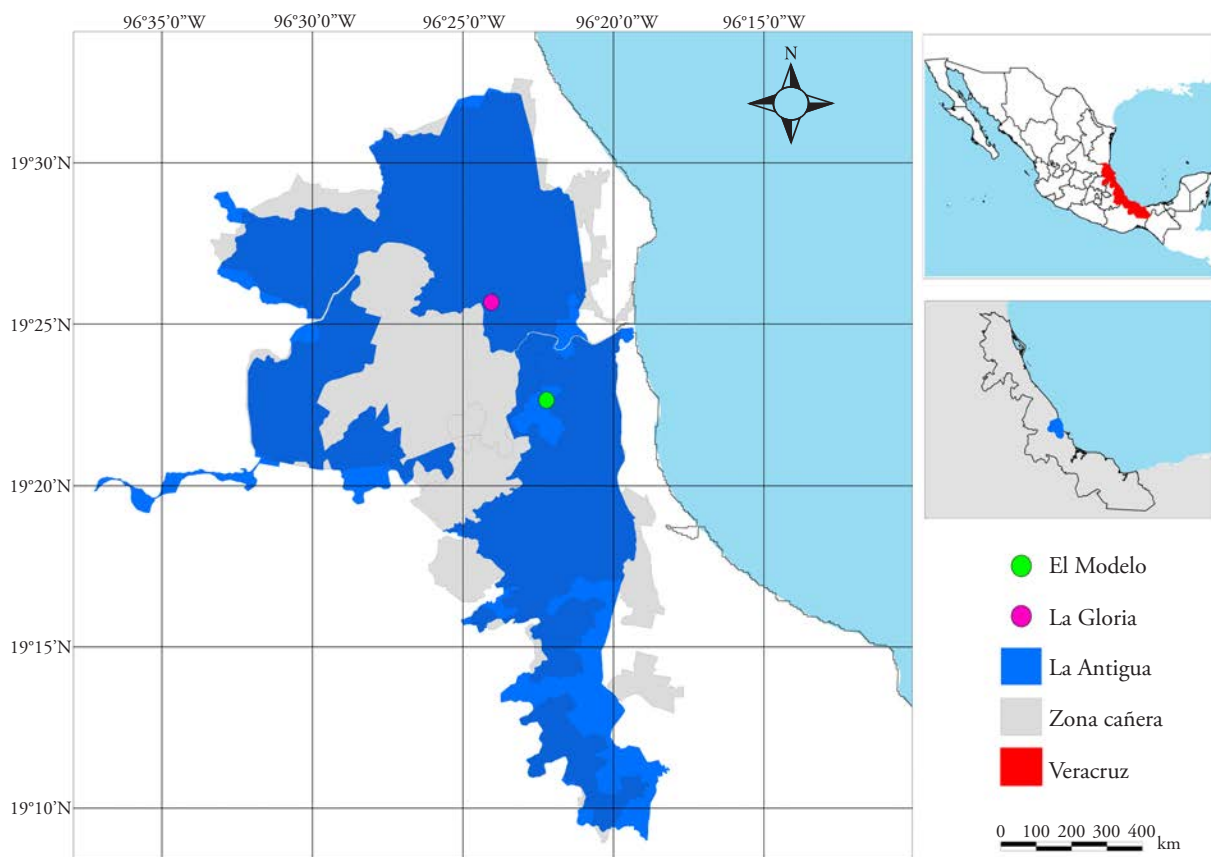 96°35’’0”W 96°30’’0”W 96°25’’0”W 96°20’’0”W 96°15’’0”W
N
19°30’N
19°25’N
19°20’N
19°15’N
19°10’N
El Modelo
La Gloria
La Antigua
Zona cañera
Veracruz
0 100 200 300 400
km